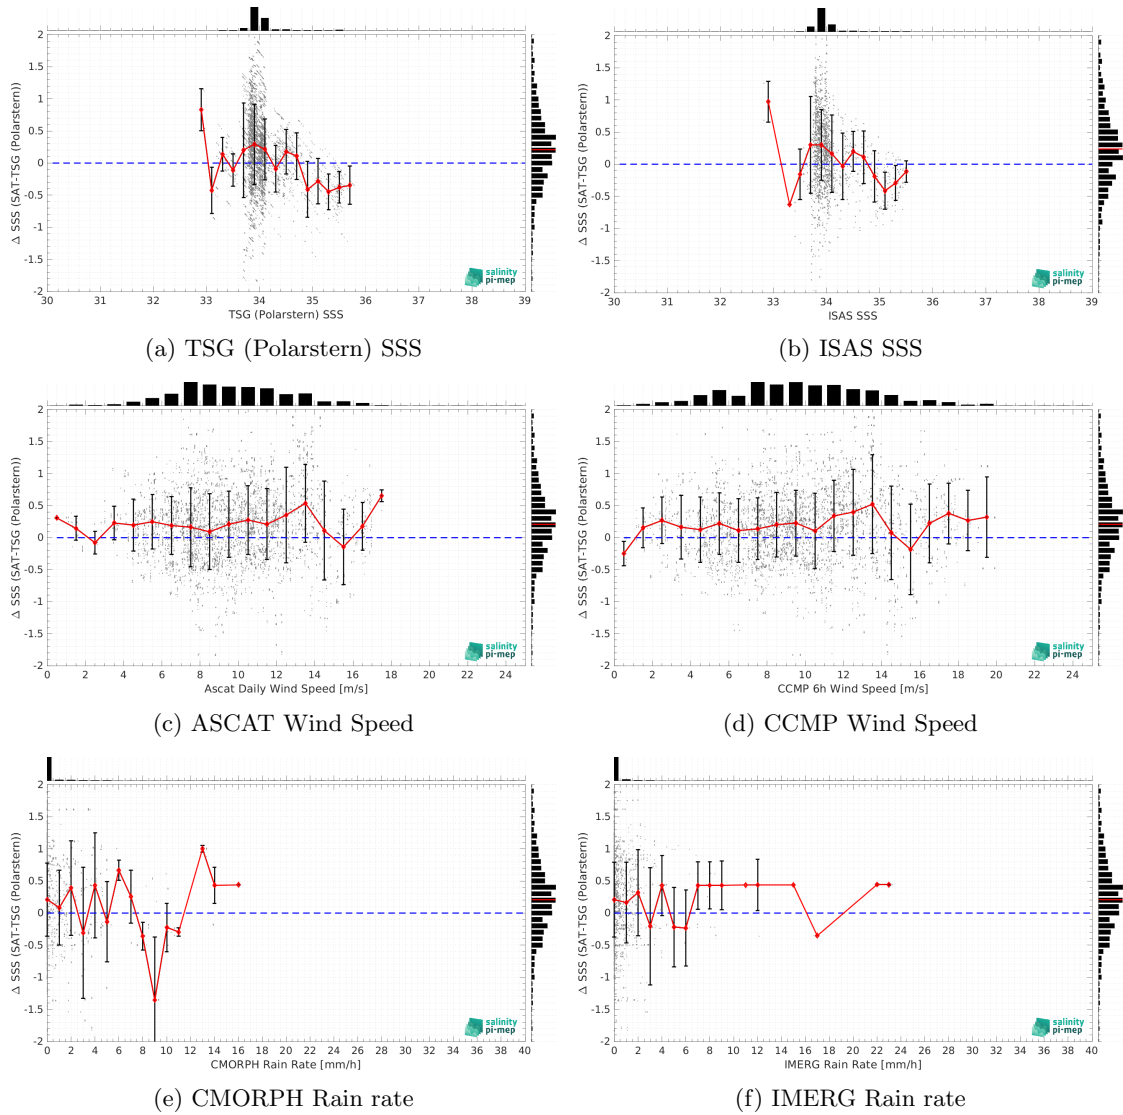 2
1.5
1
0.5
0
-0.5
-1
-1.5
-2
Δ SSS (SAT-TSG (Polarstern))
salinity
pi-mep
30 31 32 33 34 35 36 37 38 39
TSG (Polarstern) SSS
(a) TSG (Polarstern) SSS
2
1.5
1
0.5
0
-0.5
-1
-1.5
-2
Δ SSS (SAT-TSG (Polarstern))
salinity
pi-mep
30 31 32 33 34 35 36 37 38 39
ISAS SSS
(b) ISAS SSS
2
1.5
1
0.5
0
-0.5
-1
-1.5
-2
Δ SSS (SAT-TSG (Polarstern))
salinity
pi-mep
0 2 4 6 8 10 12 14 16 18 20 22 24
Ascat Daily Wind Speed [m/s]
(c) ASCAT Wind Speed
2
1.5
1
0.5
0
-0.5
-1
-1.5
-2
Δ SSS (SAT-TSG (Polarstern))
salinity
pi-mep
0 2 4 6 8 10 12 14 16 18 20 22 24
CCMP 6h Wind Speed [m/s]
(d) CCMP Wind Speed
2
1.5
1
0.5
0
-0.5
-1
-1.5
-2
Δ SSS (SAT-TSG (Polarstern))
salinity
pi-mep
0 2 4 6 8 10 12 14 16 18 20 22 24 26 28 30 32 34 36 38 40
CMORPH Rain Rate [mm/h]
(e) CMORPH Rain rate
2
1.5
1
0.5
0
-0.5
-1
-1.5
-2
Δ SSS (SAT-TSG (Polarstern))
salinity
pi-mep
0 2 4 6 8 10 12 14 16 18 20 22 24 26 28 30 32 34 36 38 40
IMERG Rain Rate [mm/h]
(f) IMERG Rain rate